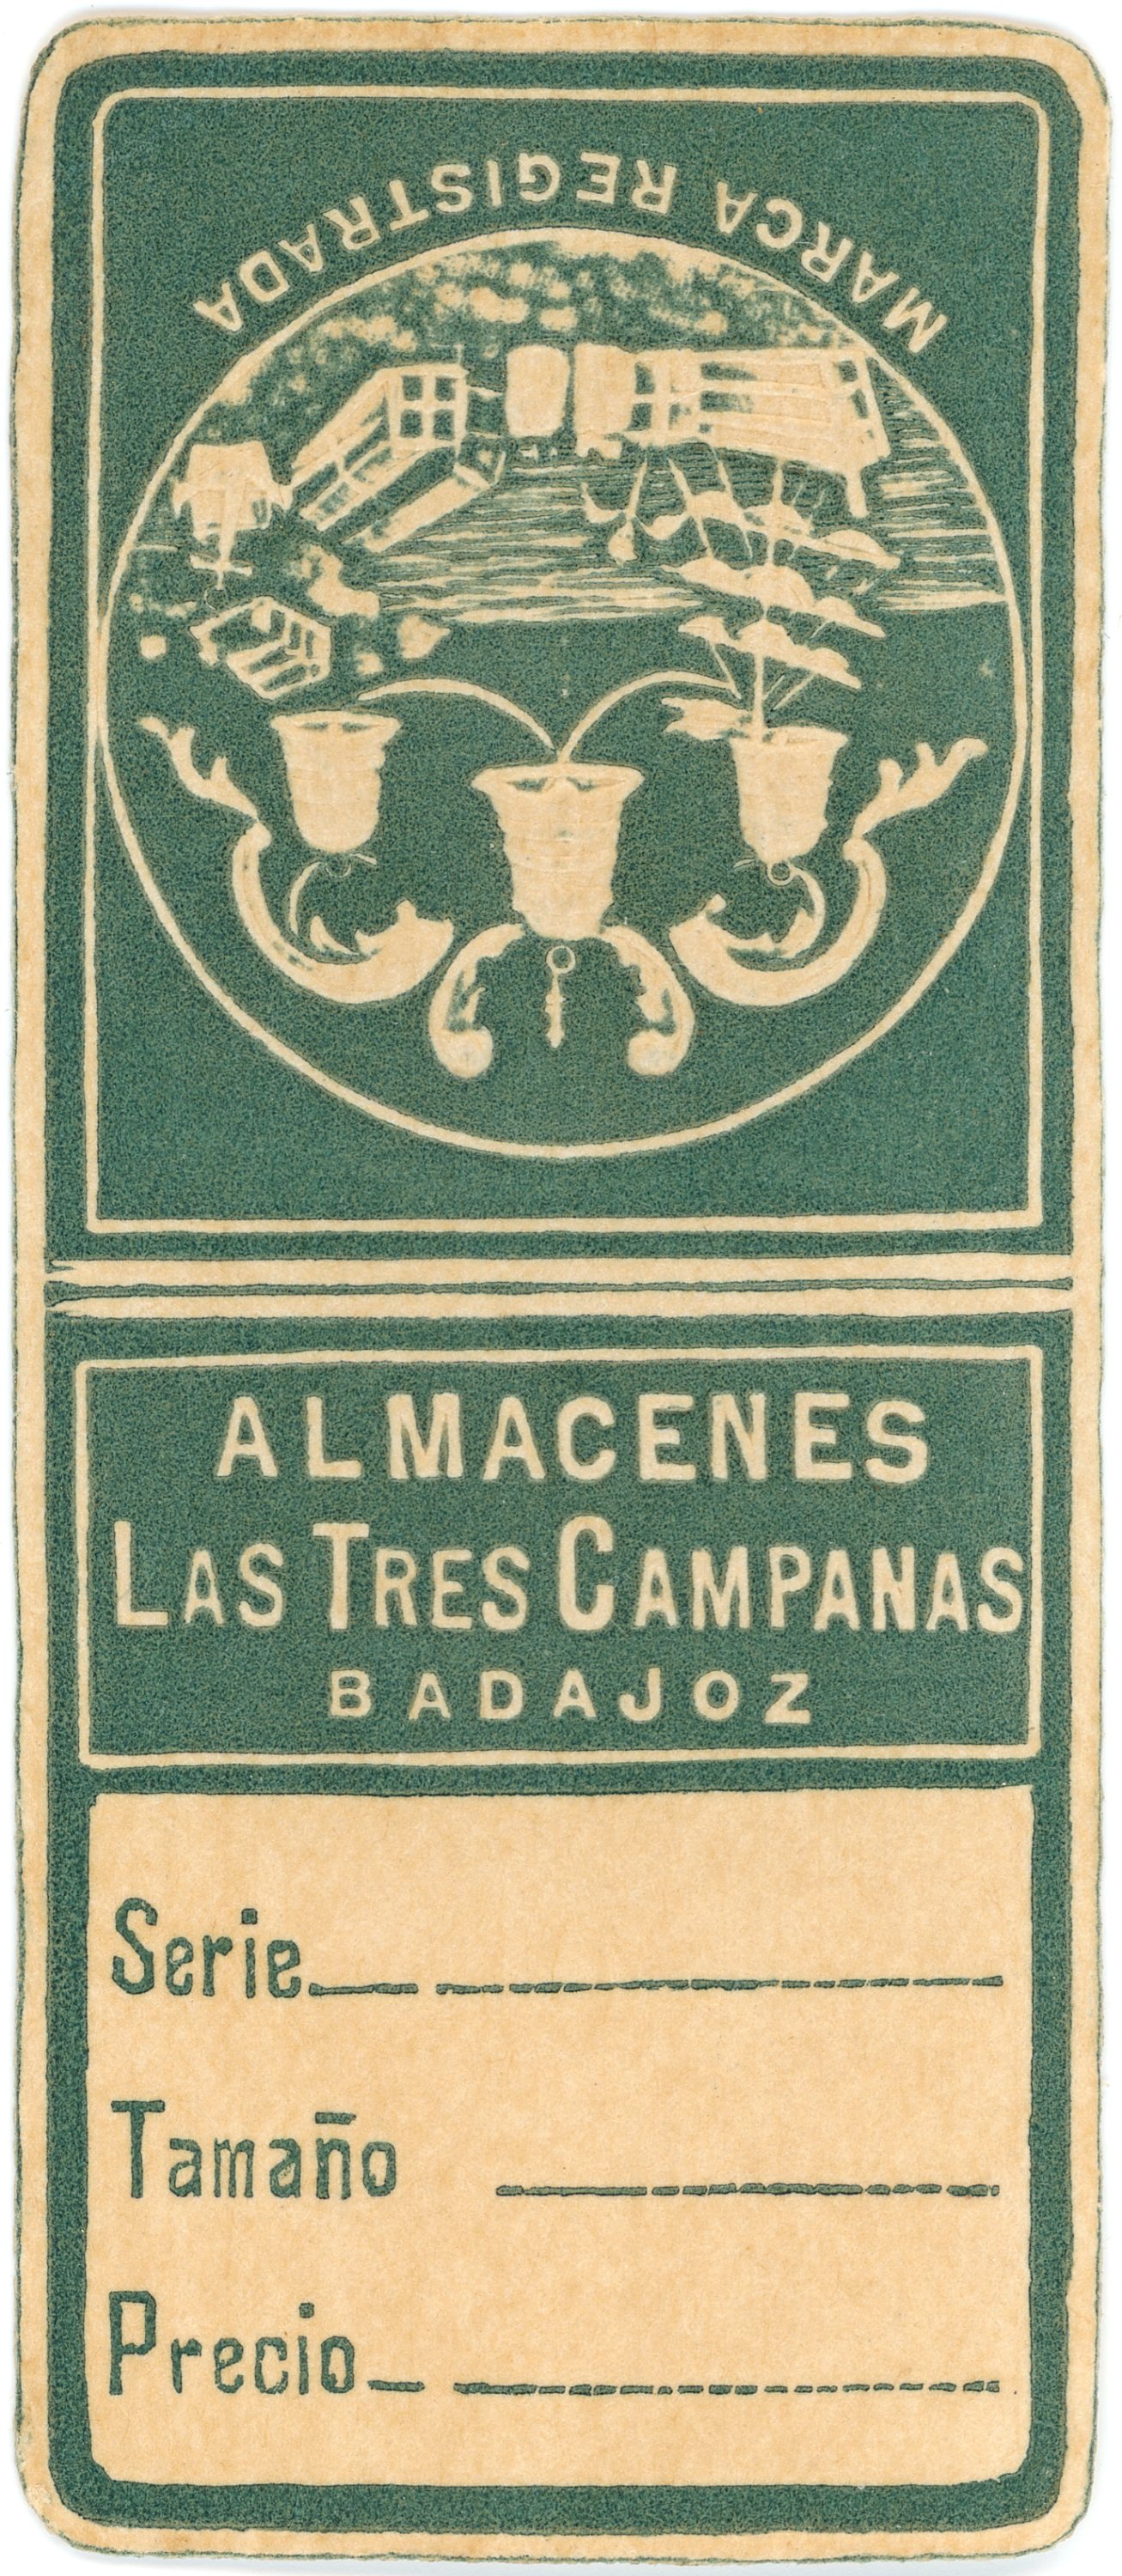 MARCA REGISTRADA
ALMACENES
LAS TRES CAMPANAS
BADAJOZ
Serie
Tamaño
Precio